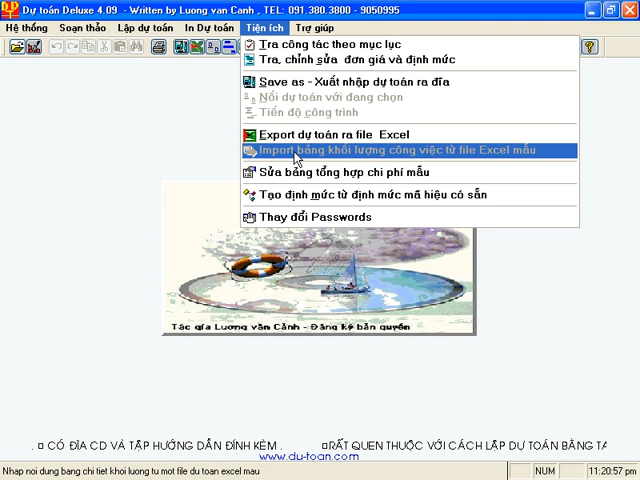 Dự toán Deluxe 4.09 - Written by Luong van Canh , TEL: 091.380.3800 - 9050995
Hệ thống Soạn thảo Lập dự toán In Dự toán Tiện ích Trợ giúp
Tra công tác theo mục lục
Tra, chỉnh sửa đơn giá và định mức
Save as - Xuất nhập dự toán ra đĩa
Nối dự toán với đang chọn
Tiến độ công trình
Export dự toán ra file Excel
Import bảng khối lượng công việc từ file Excel mẫu
Sửa bảng tổng hợp chi phí mẫu
Tạo định mức từ định mức mã hiệu có sẵn
Thay đổi Passwords
Tác gía Lương văn Cảnh - Đăng ký bản quyền
. CÓ ĐĨA CD VÀ TẬP HƯỚNG DẪN ĐÍNH KÈM . RẤT QUEN THUỘC VỚI CÁCH LẬP DỰ TOÁN BẰNG TA
www.du-toan.com
Nhap noi dung bang chi tiet khoi luong tu mot file du toan excel mau NUM 11:20:57 pm